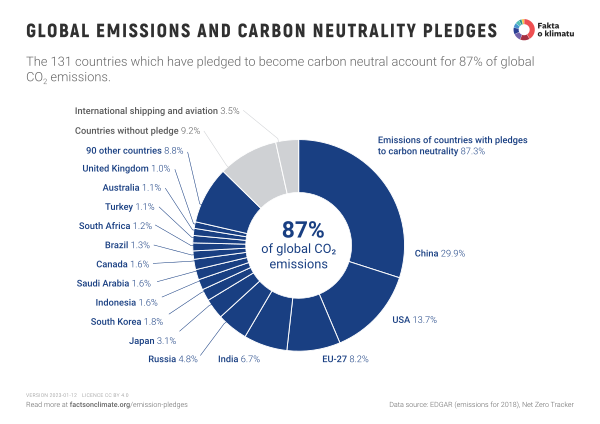 GLOBAL EMISSIONS AND CARBON NEUTRALITY PLEDGES
Fakta
o klimatu
The 131 countries which have pledged to become carbon neutral account for 87% of global
CO₂ emissions.
International shipping and aviation 3.5%
Countries without pledge 9.2%
90 other countries 8.8%
United Kingdom 1.0%
Australia 1.1%
Turkey 1.1%
South Africa 1.2%
Brazil 1.3%
Canada 1.6%
Saudi Arabia 1.6%
Indonesia 1.6%
South Korea 1.8%
Japan 3.1%
Russia 4.8%
India 6.7%
EU-27 8.2%
USA 13.7%
China 29.9%
Emissions of countries with pledges
to carbon neutrality 87.3%
87%
of global CO₂
emissions
VERSION 2023-01-12 LICENCE CC BY 4.0
Read more at factsonclimate.org/emission-pledges
Data source: EDGAR (emissions for 2018), Net Zero Tracker